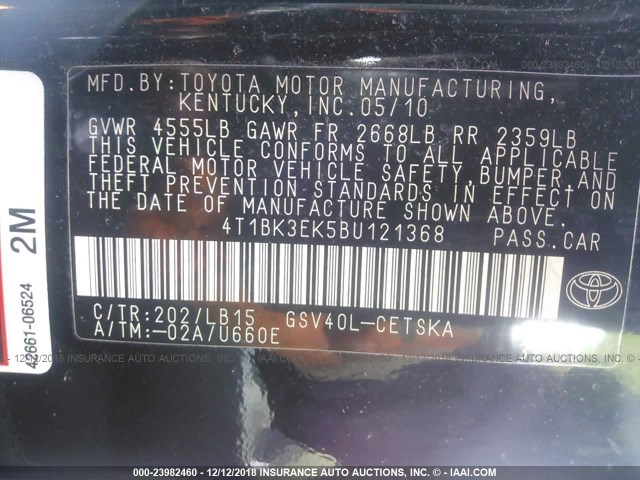 MFD.BY:TOYOTA MOTOR MANUFACTURING,
KENTUCKY, INC.05/10
GVWR 4555LB GAWR FR 2668LB RR 2359LB
THIS VEHICLE CONFORMS TO ALL APPLICABLE
FEDERAL MOTOR VEHICLE SAFETY, BUMPER, AND
THEFT PREVENTION STANDARDS IN EFFECT ON
THE DATE OF MANUFACTURE SHOWN ABOVE.
4T1BK3EK5BU121368 PASS.CAR
C/TR:202/LB15 GSV40L-CETSKA
A/TM:-02A7U660E
2M
42661-06524
000-23982460 - 12/12/2018 INSURANCE AUTO AUCTIONS INC. - IAAI.COM